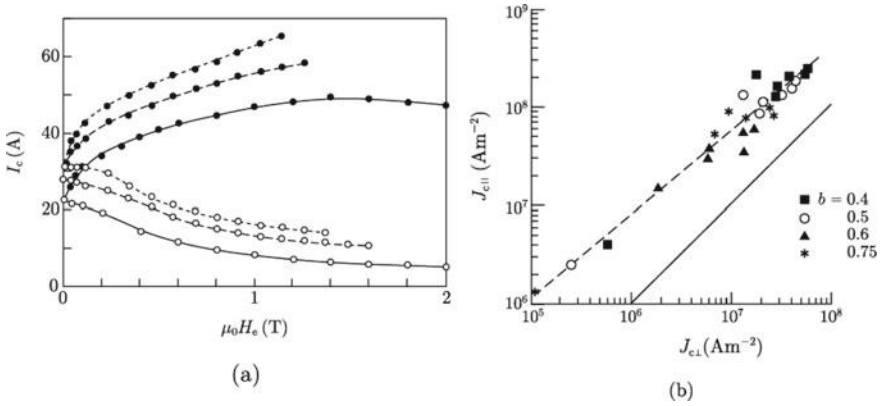 60
40
20
0
I_c (A)
0
1
2
μ₀Hₑ (T)
(a)
10⁹
10⁸
10⁷
10⁶
J_c∥ (Am⁻²)
■ b = 0.4
○ 0.5
▲ 0.6
* 0.75
10⁵
10⁶
10⁷
10⁸
J_c⊥ (Am⁻²)
(b)